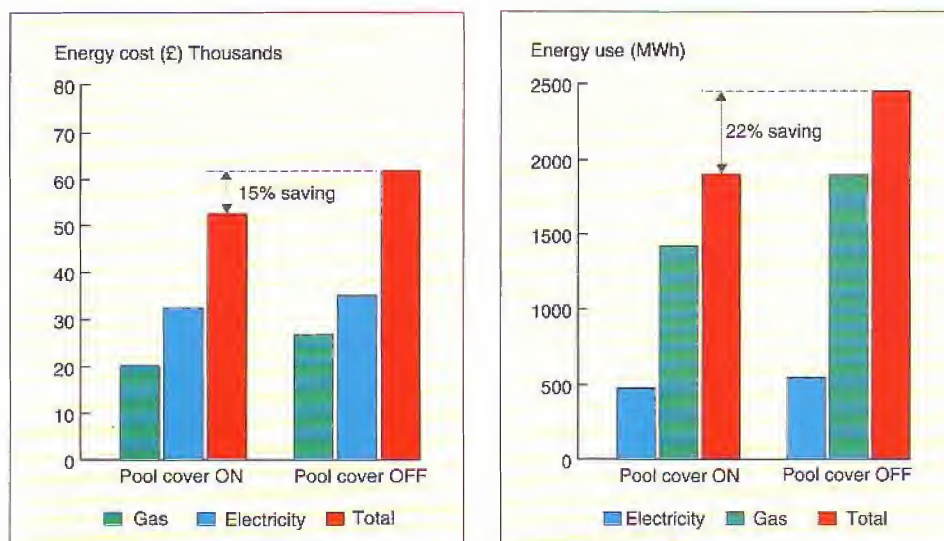 Energy cost (£) Thousands
80
70
60
50
40
30
20
10
0
15% saving
Pool cover ON
Pool cover OFF
Gas
Electricity
Total
Energy use (MWh)
2500
2000
1500
1000
500
0
22% saving
Pool cover ON
Pool cover OFF
Electricity
Gas
Total